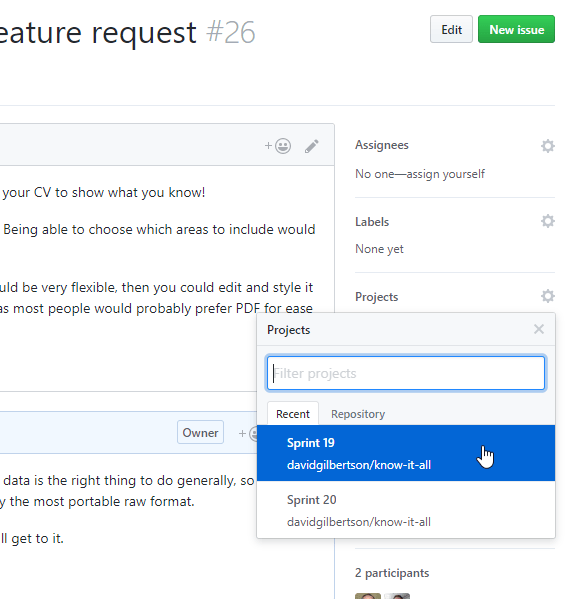 eature request #26
Edit
New issue
your CV to show what you know!
Being able to choose which areas to include would
uld be very flexible, then you could edit and style it
as most people would probably prefer PDF for ease
Owner
data is the right thing to do generally, so
y the most portable raw format.
ll get to it.
Assignees
No one—assign yourself
Labels
None yet
Projects
Projects
Filter projects
Recent
Repository
Sprint 19
davidgilbertson/know-it-all
Sprint 20
davidgilbertson/know-it-all
2 participants